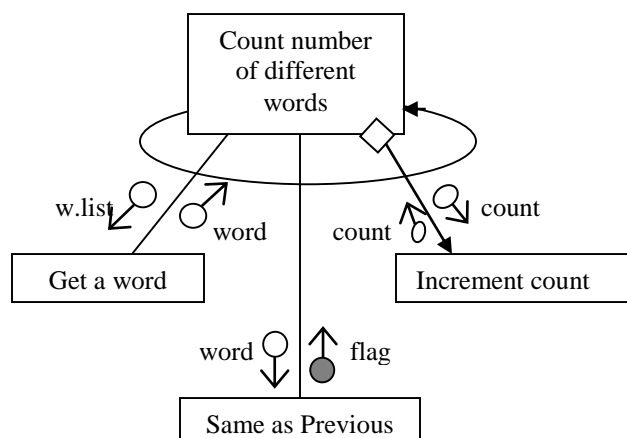 Count number
of different
words
w.list
word
count
count
Get a word
Increment count
word
flag
Same as Previous